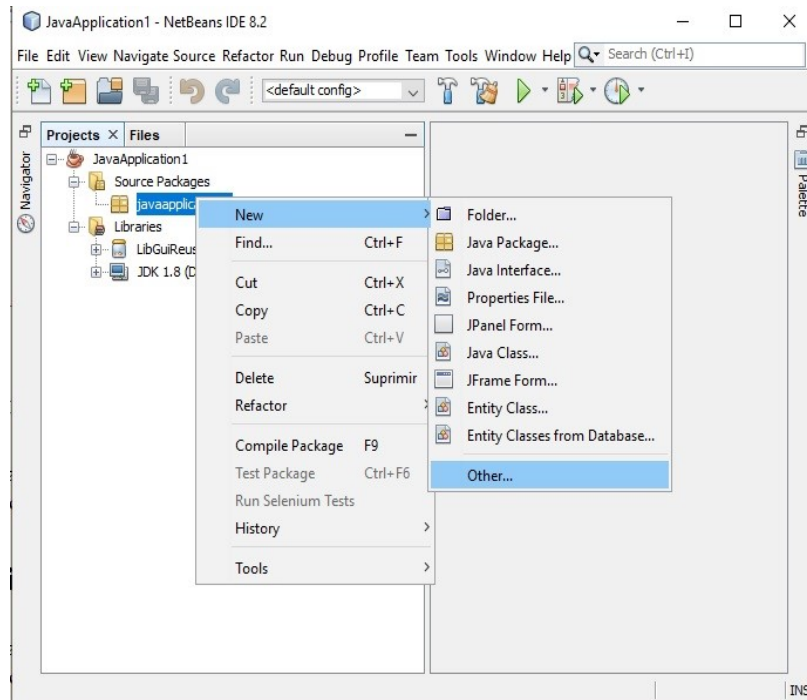 JavaApplication1 - NetBeans IDE 8.2
File Edit View Navigate Source Refactor Run Debug Profile Team Tools Window Help Search (Ctrl+I)
<default config>
Projects Files
Navigator
Palette
JavaApplication1
Source Packages
javaapplic
Libraries
LibGuiReus
JDK 1.8 (D
New
Find... Ctrl+F
Cut Ctrl+X
Copy Ctrl+C
Paste Ctrl+V
Delete Suprimir
Refactor
Compile Package F9
Test Package Ctrl+F6
Run Selenium Tests
History
Tools
Folder...
Java Package...
Java Interface...
Properties File...
JPanel Form...
Java Class...
JFrame Form...
Entity Class...
Entity Classes from Database...
Other...
INS